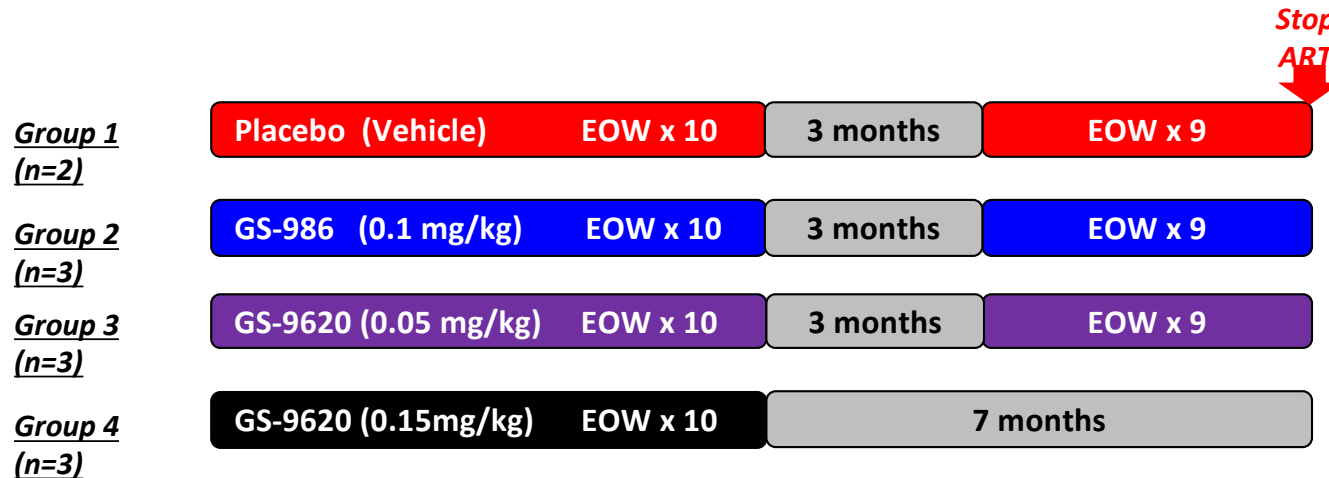 Stop
ART
Group 1
(n=2)
Placebo (Vehicle) EOW x 10 3 months EOW x 9
Group 2
(n=3)
GS-986 (0.1 mg/kg) EOW x 10 3 months EOW x 9
Group 3
(n=3)
GS-9620 (0.05 mg/kg) EOW x 10 3 months EOW x 9
Group 4
(n=3)
GS-9620 (0.15mg/kg) EOW x 10 7 months